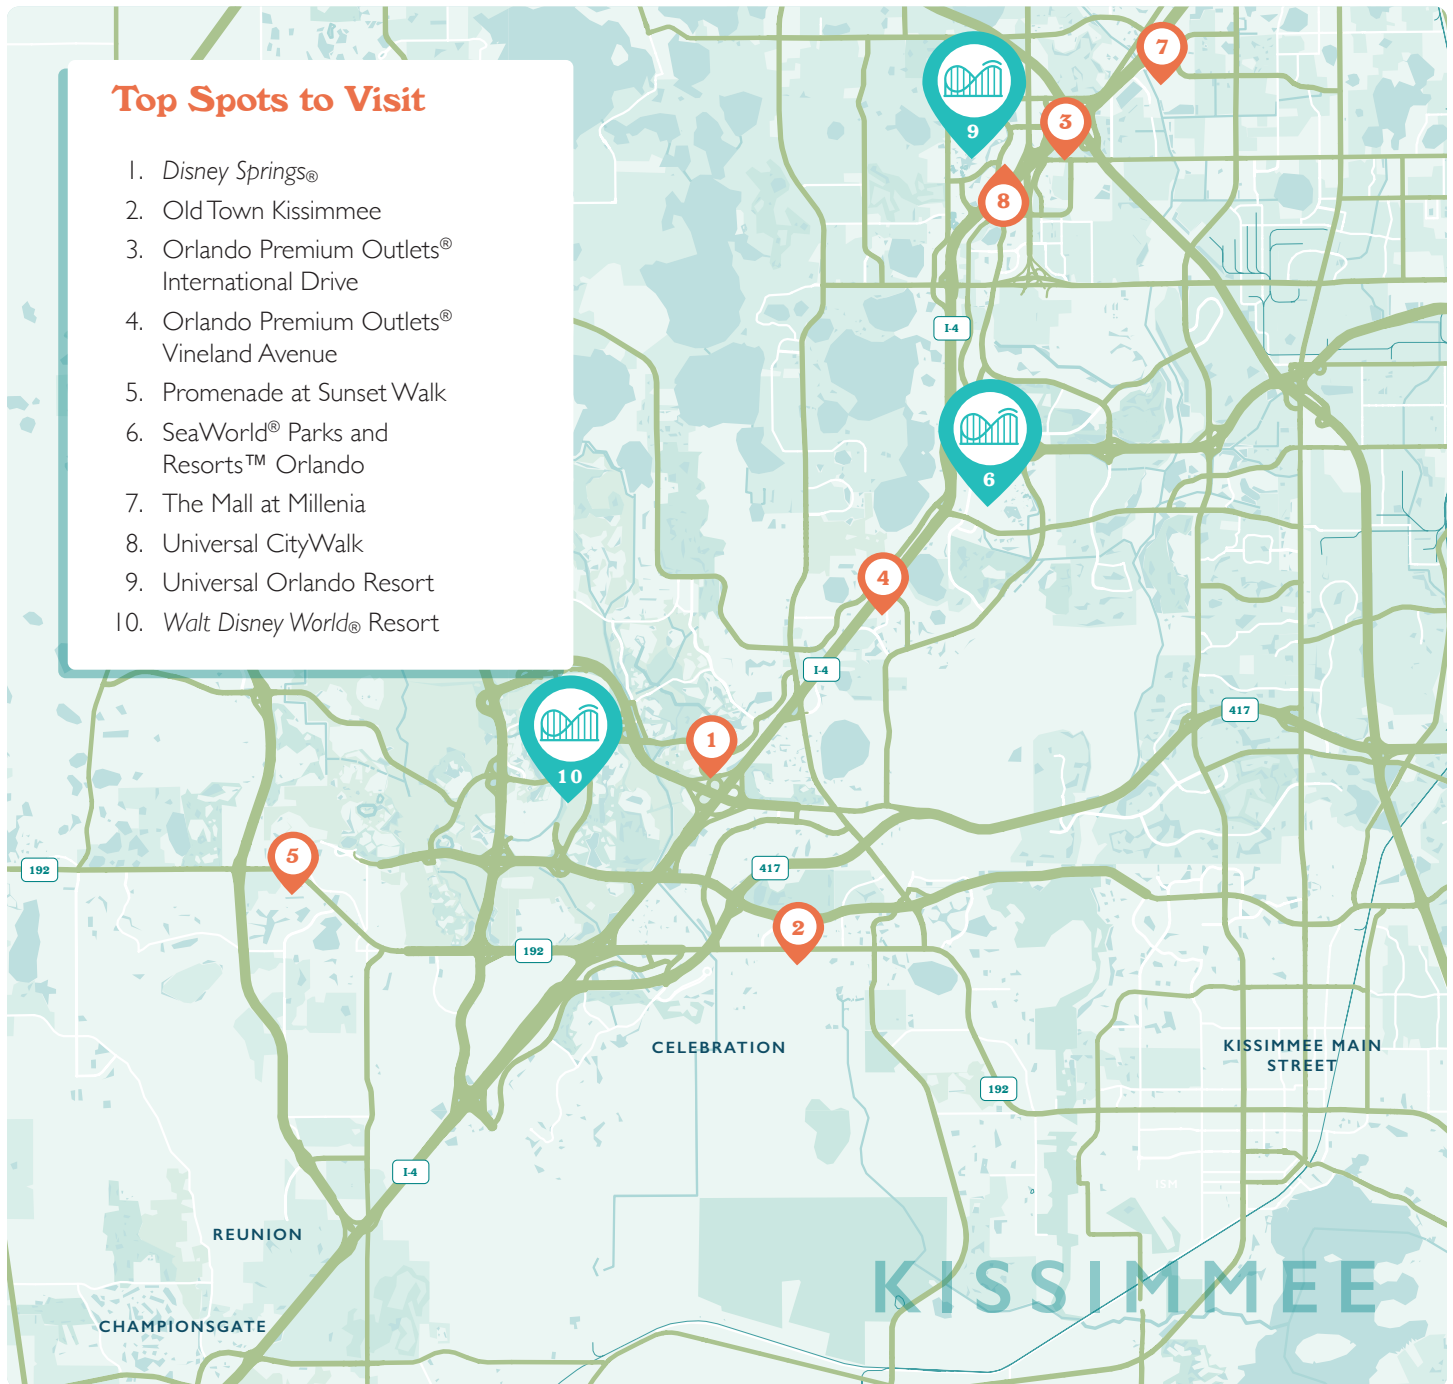 Top Spots to Visit
1. Disney Springs®
2. Old Town Kissimmee
3. Orlando Premium Outlets®
International Drive
4. Orlando Premium Outlets®
Vineland Avenue
5. Promenade at Sunset Walk
6. SeaWorld® Parks and
Resorts™ Orlando
7. The Mall at Millenia
8. Universal CityWalk
9. Universal Orlando Resort
10. Walt Disney World® Resort
7
9
3
8
I-4
6
4
I-4
417
1
10
5
192
417
2
192
CELEBRATION
KISSIMMEE MAIN
STREET
192
I-4
ISM
REUNION
KISSIMMEE
CHAMPIONSGATE